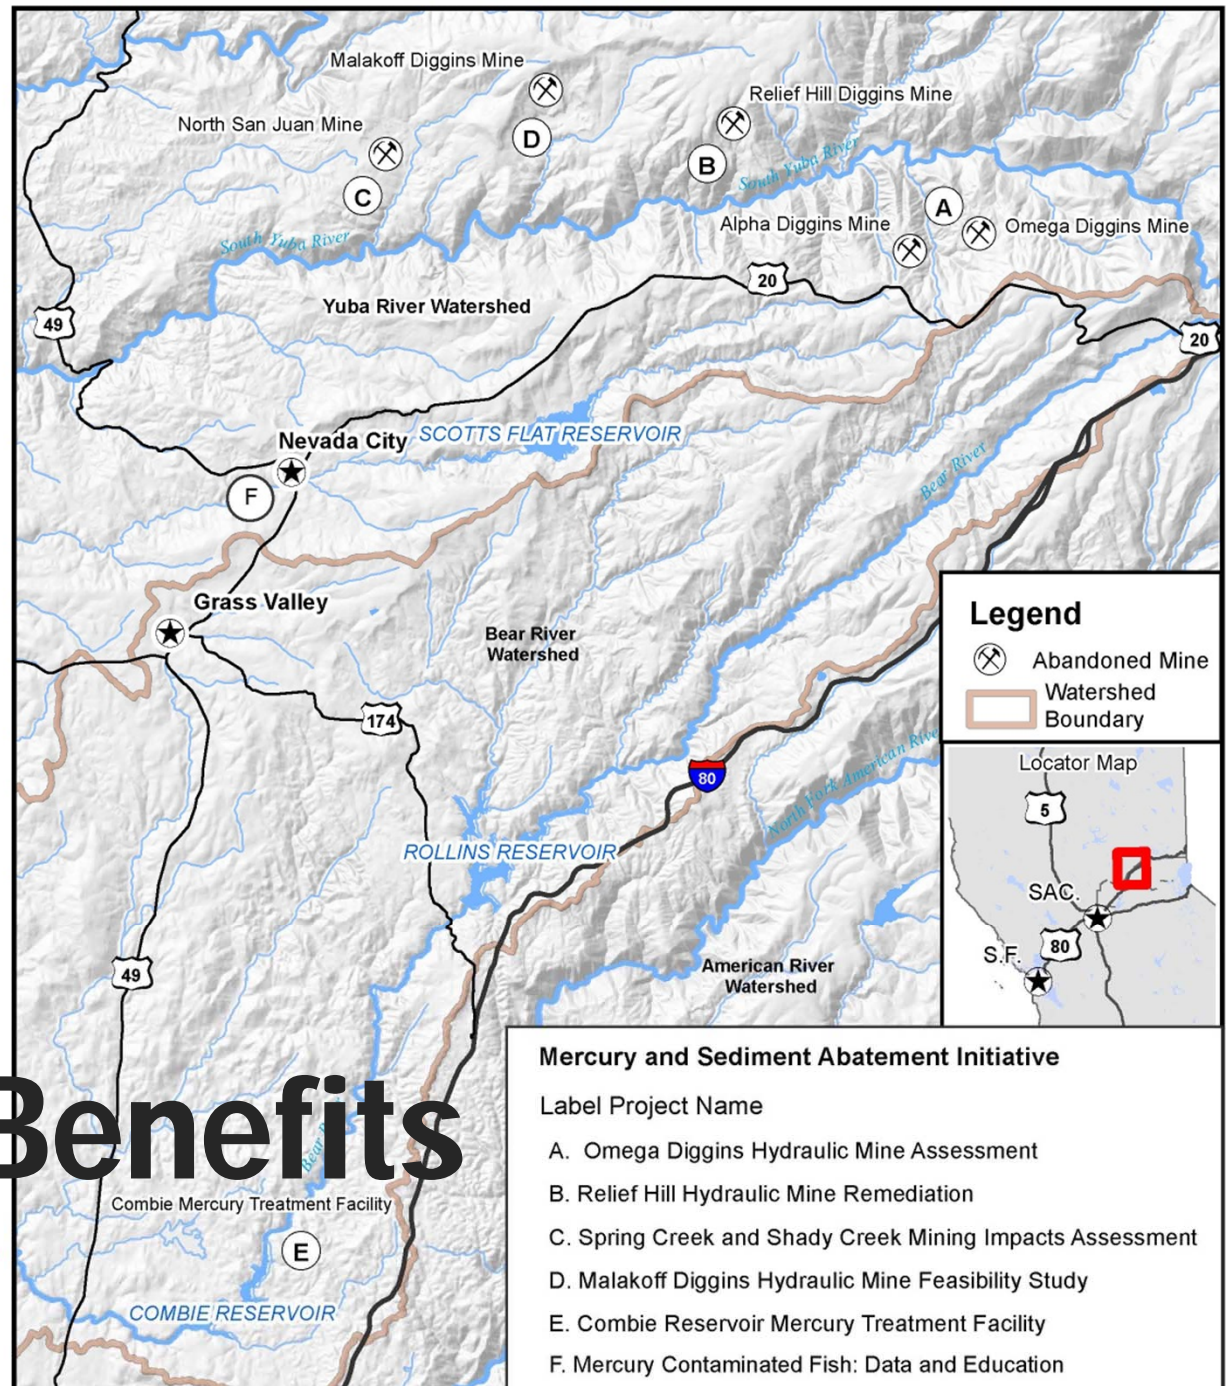 Malakoff Diggins Mine
Relief Hill Diggins Mine
North San Juan Mine
D
B
C
South Yuba River
A
Alpha Diggins Mine
Omega Diggins Mine
South Yuba River
20
Yuba River Watershed
49
20
Nevada City
SCOTTS FLAT RESERVOIR
Bear River
F
Grass Valley
Bear River
Watershed
174
80
North Fork American River
ROLLINS RESERVOIR
49
American River
Watershed
Legend
Abandoned Mine
Watershed
Boundary
Locator Map
5
SAC.
80
S.F.
Benefits
Bear
Combie Mercury Treatment Facility
E
COMBIE RESERVOIR
Mercury and Sediment Abatement Initiative
Label Project Name
A. Omega Diggins Hydraulic Mine Assessment
B. Relief Hill Hydraulic Mine Remediation
C. Spring Creek and Shady Creek Mining Impacts Assessment
D. Malakoff Diggins Hydraulic Mine Feasibility Study
E. Combie Reservoir Mercury Treatment Facility
F. Mercury Contaminated Fish: Data and Education